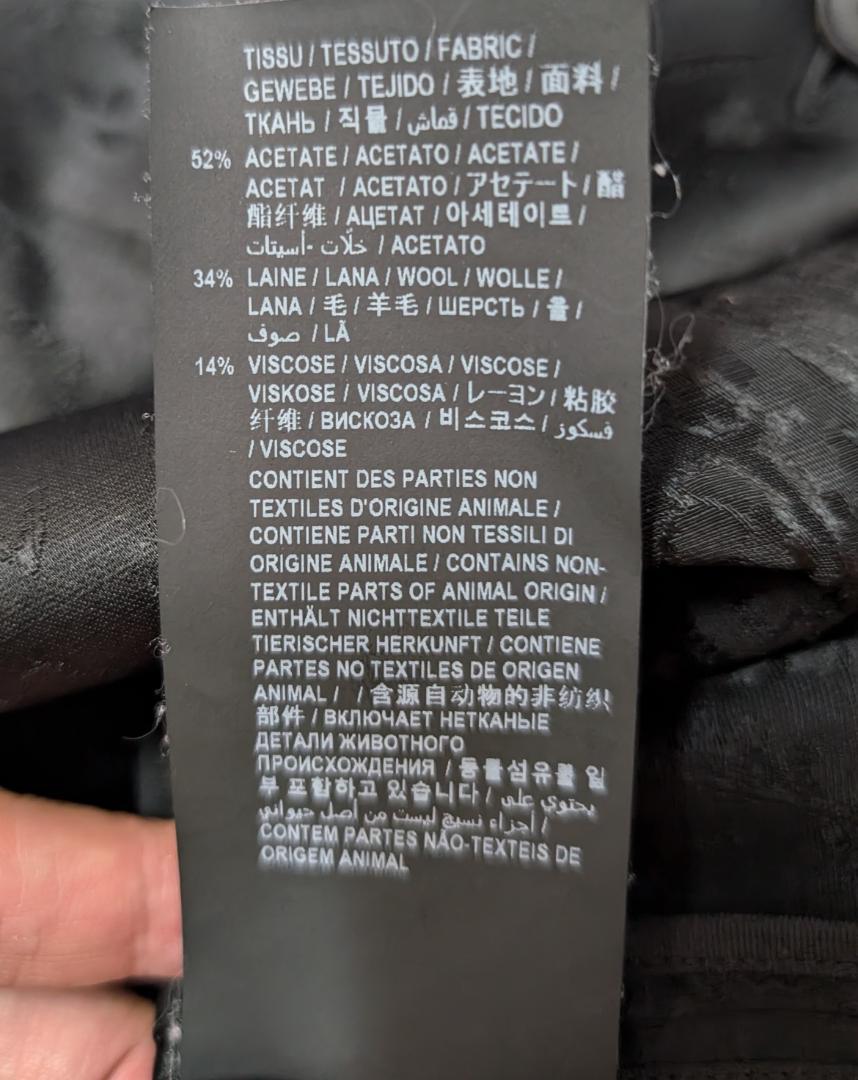 TISSU / TESSUTO / FABRIC /
GEWEBE / TEJIDO / 表地 / 面料 /
ТКАНЬ / 직물 / قماش / TECIDO
52% ACETATE / ACETATO / ACETATE /
ACETAT / ACETATO / アセテート / 醋
酯纤维 / АЦЕТАТ / 아세테이트 /
خلّات -أسيتات / ACETATO
34% LAINE / LANA / WOOL / WOLLE /
LANA / 毛 / 羊毛 / ШЕРСТЬ / 울 /
صوف / LÃ
14% VISCOSE / VISCOSA / VISCOSE /
VISKOSE / VISCOSA / レーヨン / 粘胶
纤维 / ВИСКОЗА / 비스코스 / فسكوز
/ VISCOSE
CONTIENT DES PARTIES NON
TEXTILES D'ORIGINE ANIMALE /
CONTIENE PARTI NON TESSILI DI
ORIGINE ANIMALE / CONTAINS NON-
TEXTILE PARTS OF ANIMAL ORIGIN /
ENTHÄLT NICHTTEXTILE TEILE
TIERISCHER HERKUNFT / CONTIENE
PARTES NO TEXTILES DE ORIGEN
ANIMAL / / 含源自动物的非纺织
部件 / ВКЛЮЧАЕТ НЕТКАНЫЕ
ДЕТАЛИ ЖИВОТНОГО
ПРОИСХОЖДЕНИЯ / 동물섬유물 일
부 포함하고 있습니다 / يحتوي على
أجزاء نسيج ليست من أصل حيواني /
CONTEM PARTES NÃO-TEXTEIS DE
ORIGEM ANIMAL